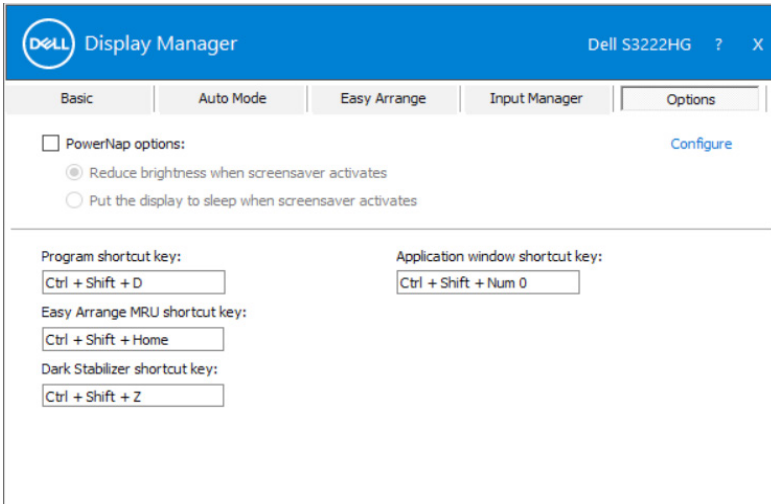 DELL Display Manager Dell S3222HG ? X
Basic Auto Mode Easy Arrange Input Manager Options
PowerNap options: Configure
Reduce brightness when screensaver activates
Put the display to sleep when screensaver activates
Program shortcut key: Application window shortcut key:
Ctrl + Shift + D Ctrl + Shift + Num 0
Easy Arrange MRU shortcut key:
Ctrl + Shift + Home
Dark Stabilizer shortcut key:
Ctrl + Shift + Z